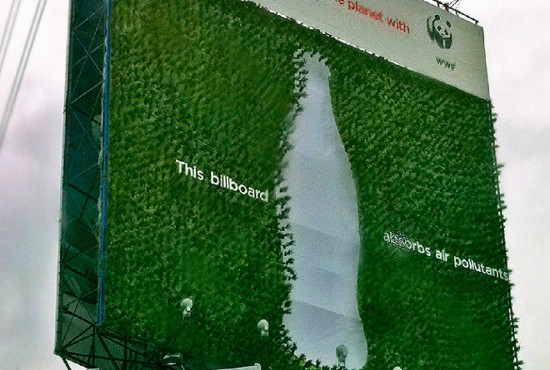 planet with
WWF
This billboard
absorbs air pollutants